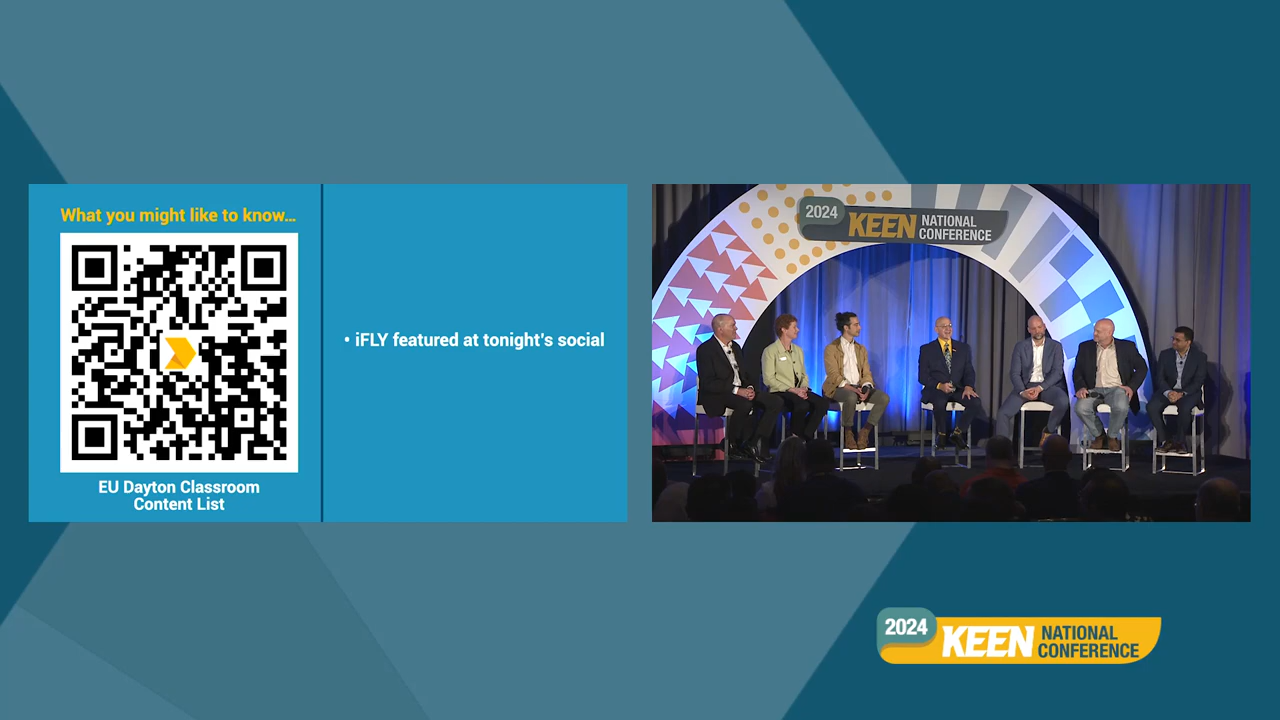 What you might like to know...
EU Dayton Classroom
Content List
• iFLY featured at tonight's social
2024
KEEN
NATIONAL
CONFERENCE
2024
KEEN
NATIONAL
CONFERENCE